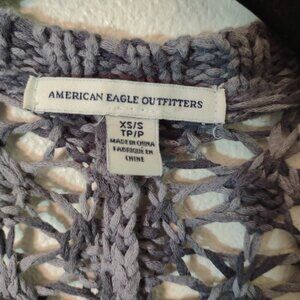 AMERICAN EAGLE OUTFITTERS
XS/S
TP/P
MADE IN CHINA
FABRIQUÉ EN
CHINE